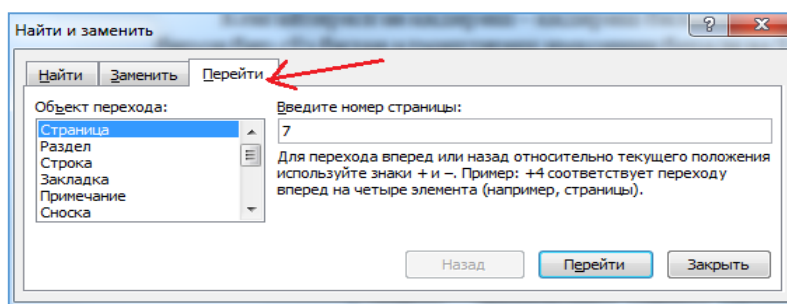 Найти и заменить
Найти
Заменить
Перейти
Объект перехода:
Страница
Раздел
Строка
Закладка
Примечание
Сноска
Введите номер страницы:
7
Для перехода вперед или назад относительно текущего положения
используйте знаки + и –. Пример: +4 соответствует переходу
вперед на четыре элемента (например, страницы).
Назад
Перейти
Закрыть